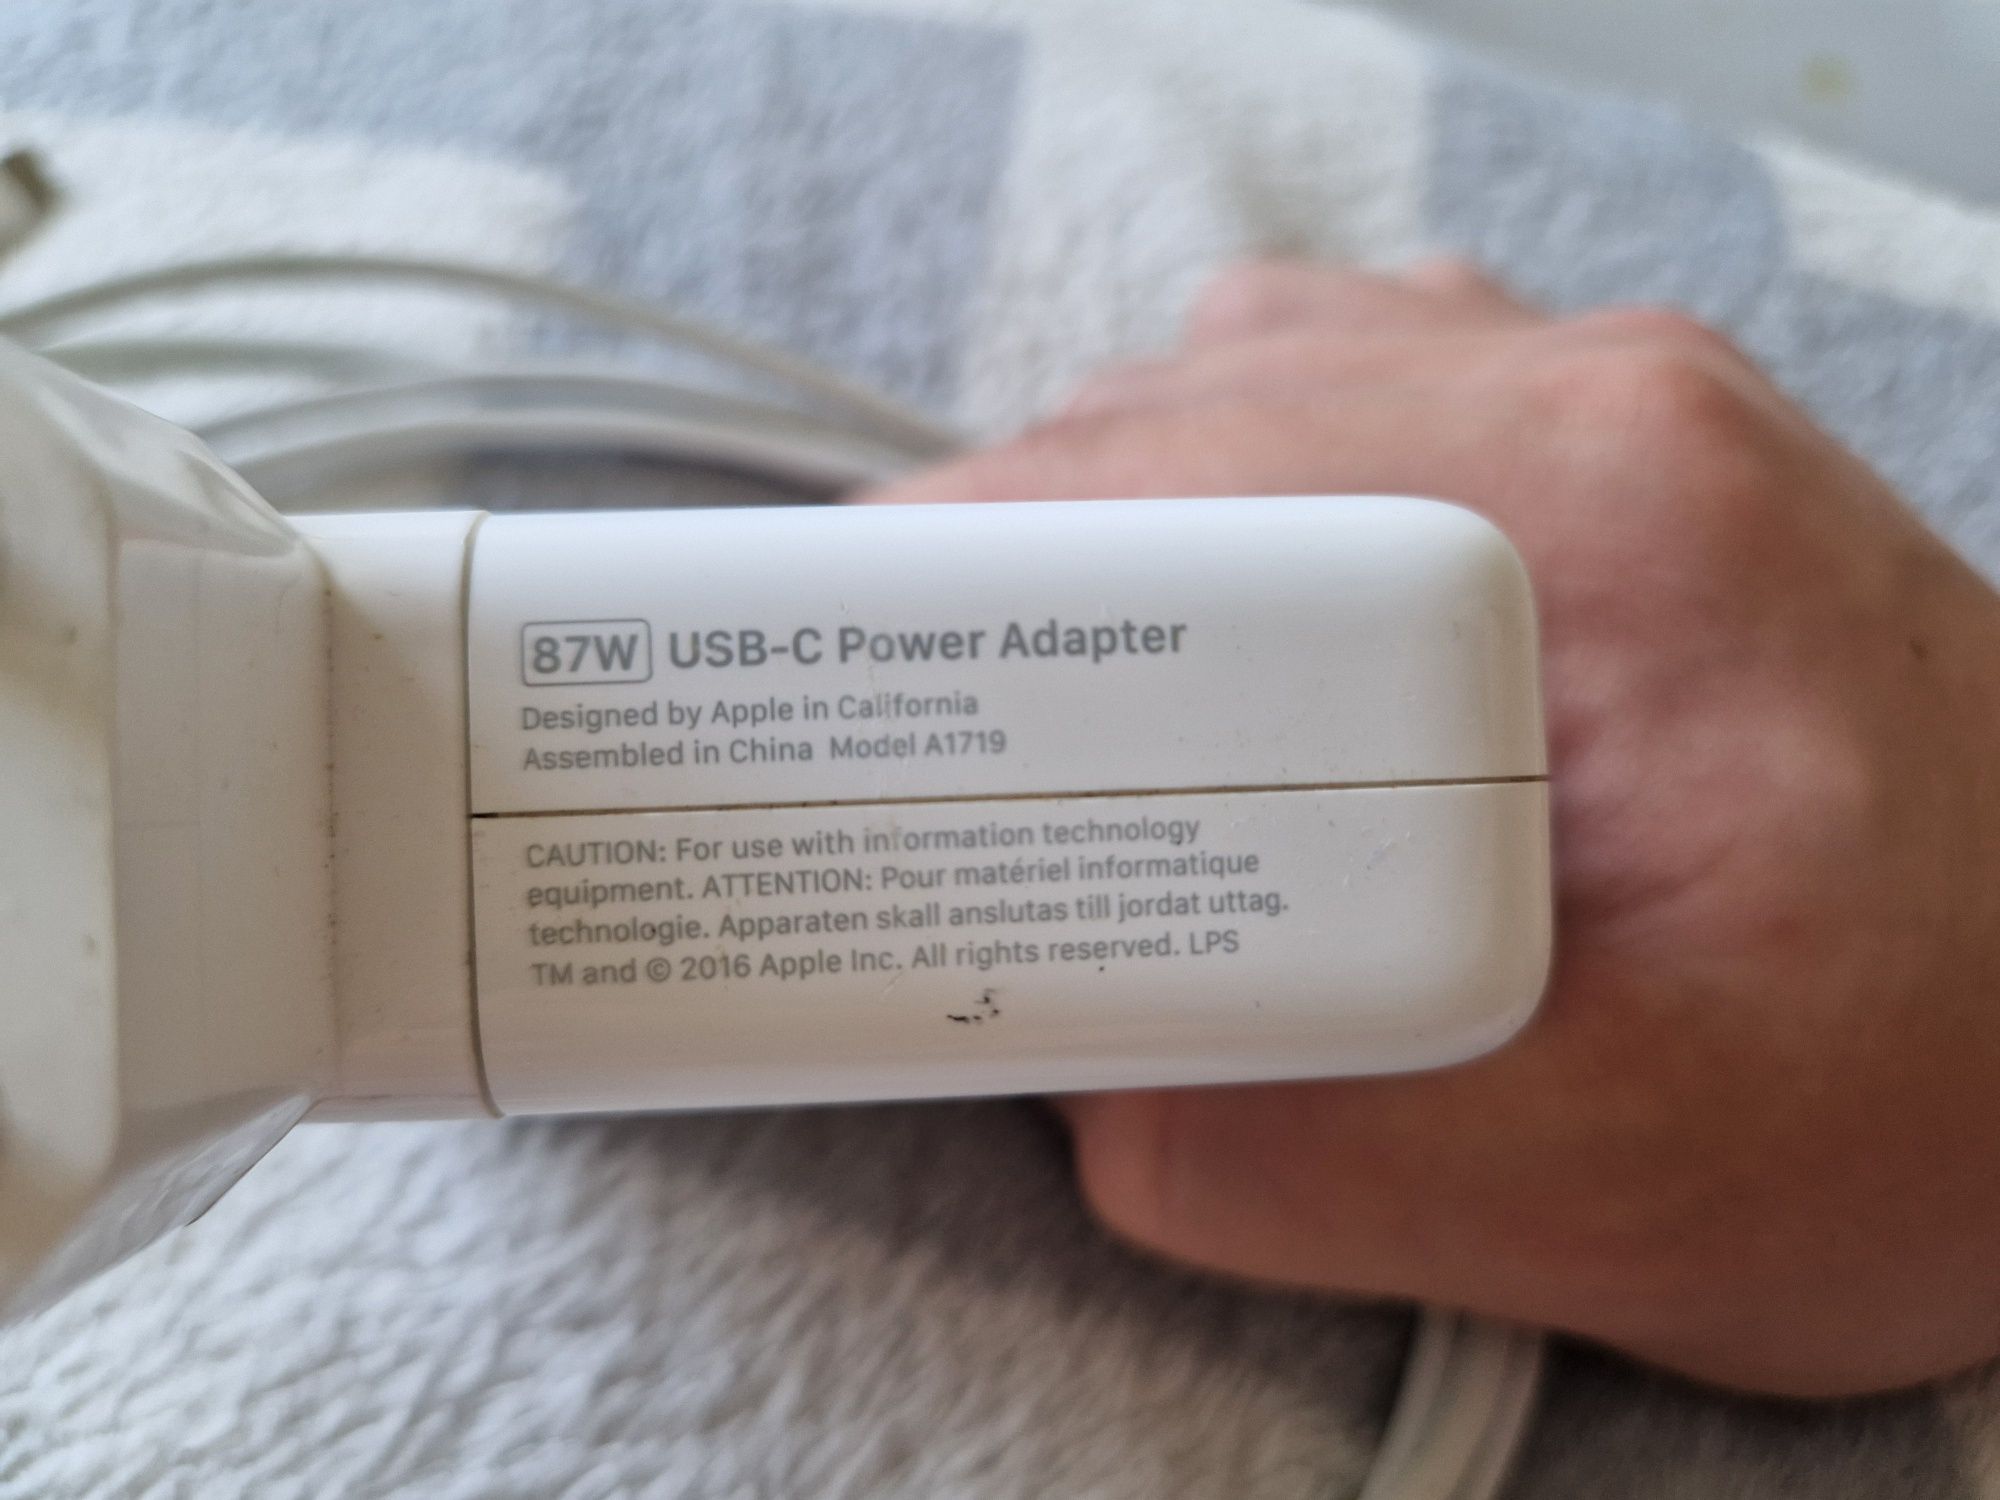 87W USB-C Power Adapter
Designed by Apple in California
Assembled in China Model A1719
CAUTION: For use with information technology
equipment. ATTENTION: Pour matériel informatique
technologie. Apparaten skall anslutas till jordat uttag.
TM and © 2016 Apple Inc. All rights reserved. LPS